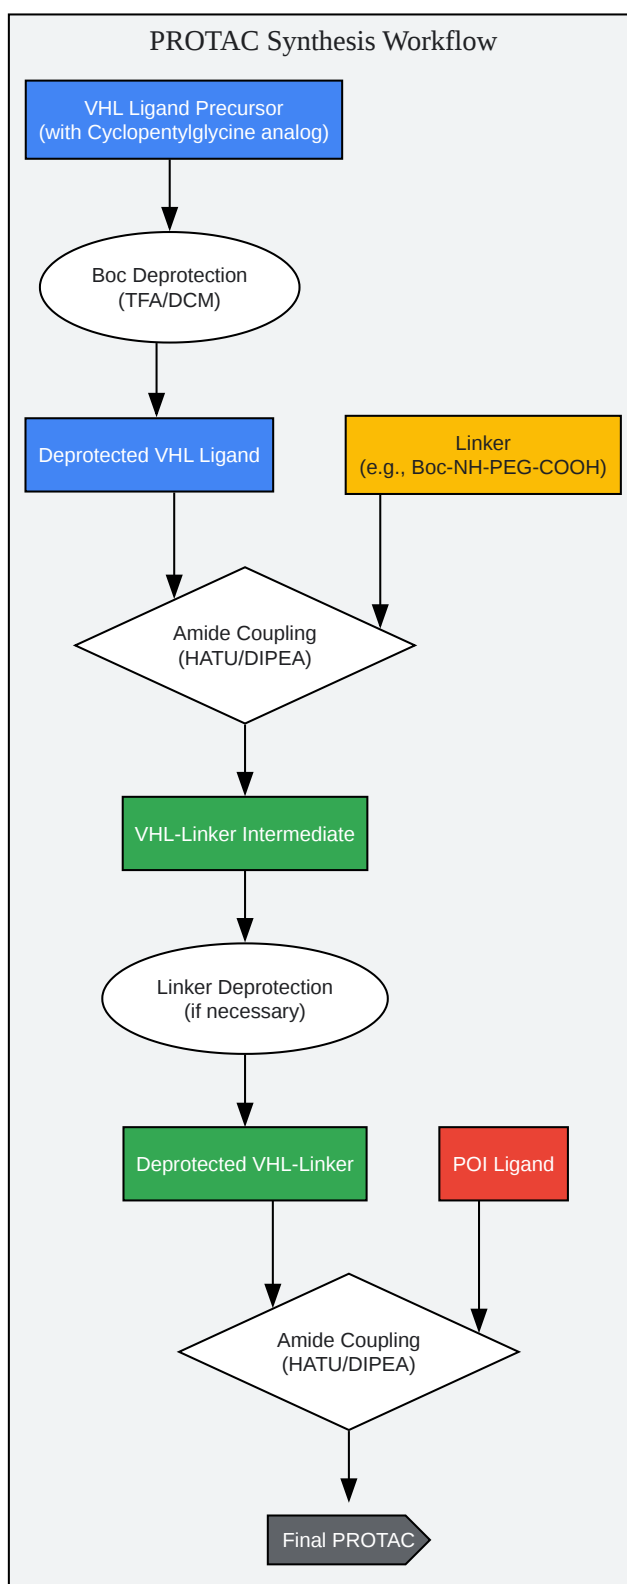 PROTAC Synthesis Workflow
VHL Ligand Precursor
(with Cyclopentylglycine analog)
Boc Deprotection
(TFA/DCM)
Deprotected VHL Ligand
Linker
(e.g., Boc-NH-PEG-COOH)
Amide Coupling
(HATU/DIPEA)
VHL-Linker Intermediate
Linker Deprotection
(if necessary)
Deprotected VHL-Linker
POI Ligand
Amide Coupling
(HATU/DIPEA)
Final PROTAC